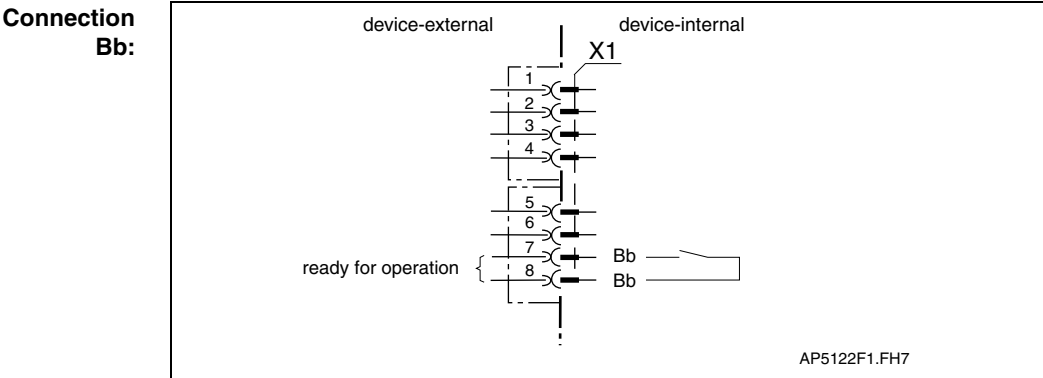 Connection
Bb:
device-external device-internal
X1
1
2
3
4
5
6
7 Bb
ready for operation {
8 Bb
AP5122F1.FH7